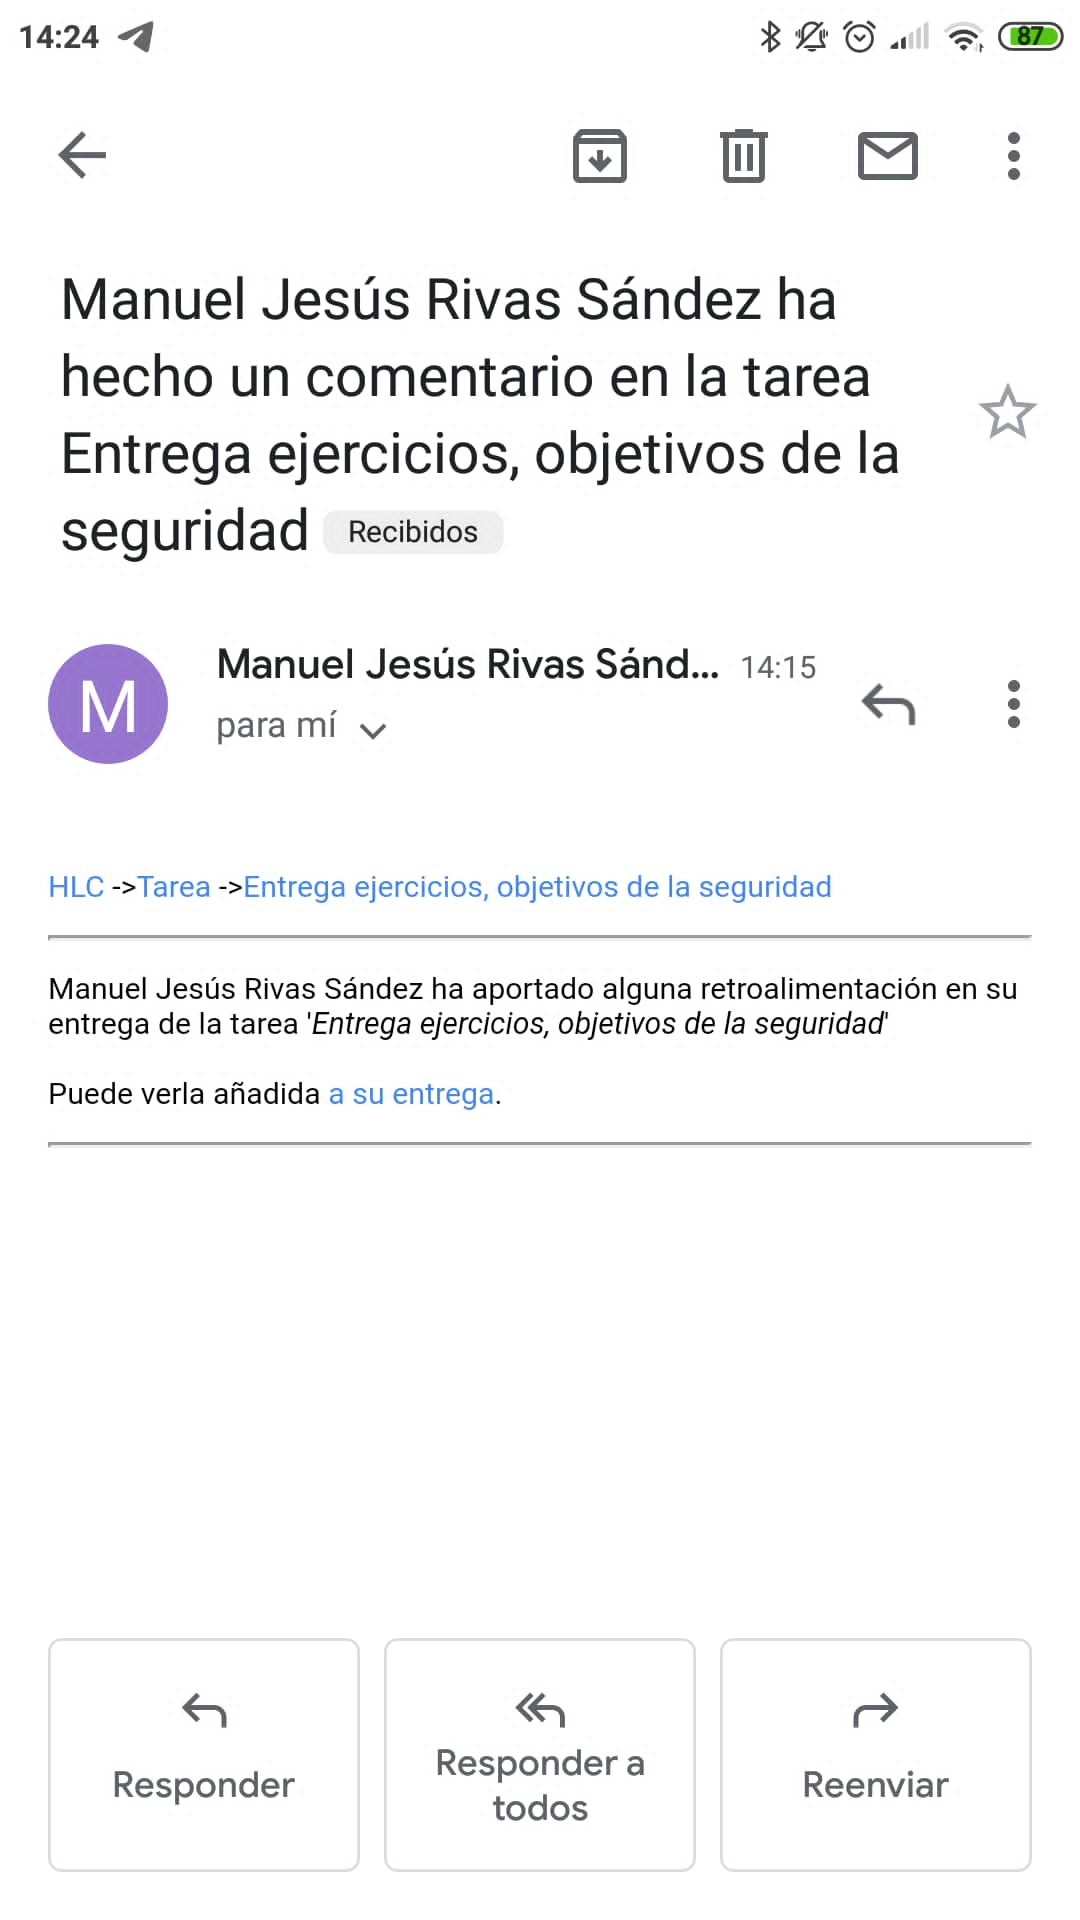 14:24
87
Manuel Jesús Rivas Sández ha
hecho un comentario en la tarea
Entrega ejercicios, objetivos de la
seguridad Recibidos
M
Manuel Jesús Rivas Sánd... 14:15
para mí
HLC ->Tarea ->Entrega ejercicios, objetivos de la seguridad
Manuel Jesús Rivas Sández ha aportado alguna retroalimentación en su
entrega de la tarea 'Entrega ejercicios, objetivos de la seguridad'
Puede verla añadida a su entrega.
Responder
Responder a
todos
Reenviar